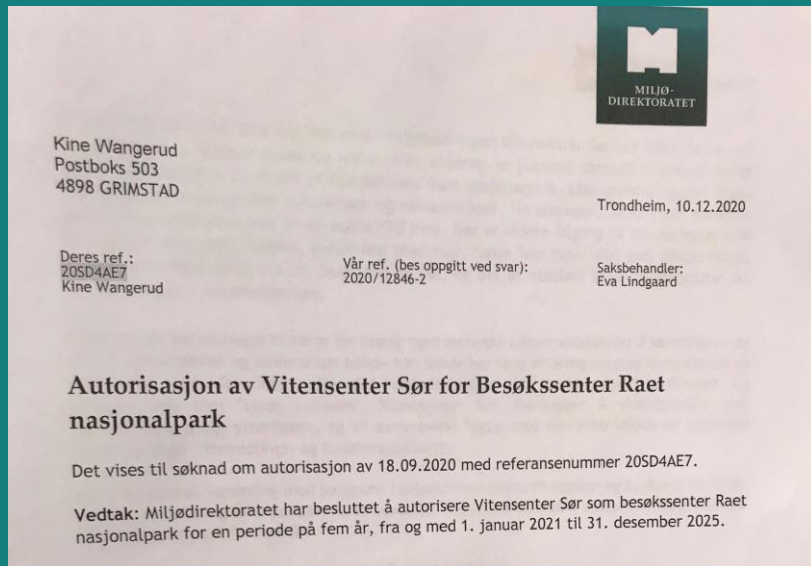 MILJØ-
DIREKTORATET
Kine Wangerud
Postboks 503
4898 GRIMSTAD
Trondheim, 10.12.2020
Deres ref.:
20SD4AE7
Kine Wangerud
Vår ref. (bes oppgitt ved svar):
2020/12846-2
Saksbehandler:
Eva Lindgaard
Autorisasjon av Vitensenter Sør for Besøkssenter Raet
nasjonalpark
Det vises til søknad om autorisasjon av 18.09.2020 med referansenummer 20SD4AE7.
Vedtak: Miljødirektoratet har besluttet å autorisere Vitensenter Sør som besøkssenter Raet
nasjonalpark for en periode på fem år, fra og med 1. januar 2021 til 31. desember 2025.